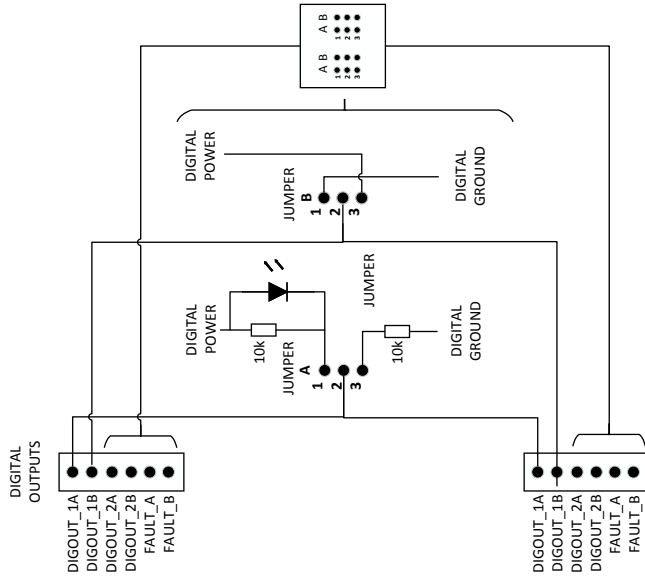 A B
1
2
3
A B
1
2
3
DIGITAL
POWER
JUMPER
B
1
2
3
DIGITAL
GROUND
DIGITAL
POWER
10k
JUMPER
A
1
2
3
JUMPER
10k
DIGITAL
GROUND
DIGITAL
OUTPUTS
DIGOUT_1A
DIGOUT_1B
DIGOUT_2A
DIGOUT_2B
FAULT_A
FAULT_B
DIGOUT_1A
DIGOUT_1B
DIGOUT_2A
DIGOUT_2B
FAULT_A
FAULT_B